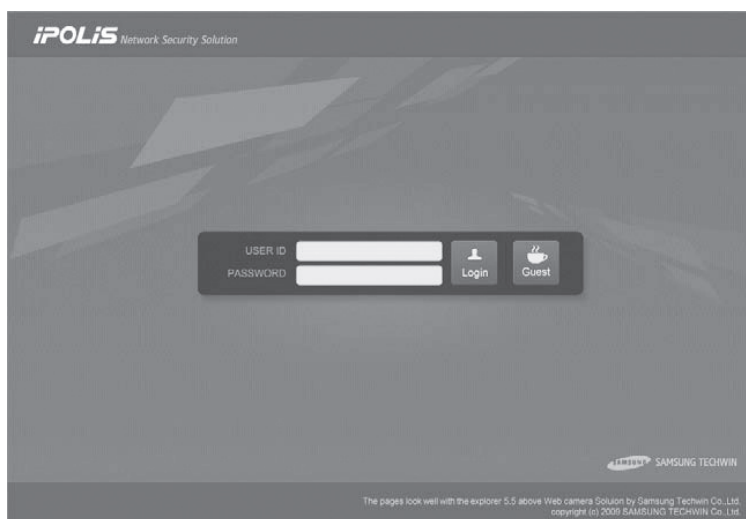 iPOLiS Network Security Solution
USER ID
PASSWORD
Login
Guest
SAMSUNG SAMSUNG TECHWIN
The pages look well with the explorer 5.5 above Web camera Soluion by Samsung Techwin Co.,Ltd.
copyright (c) 2009 SAMSUNG TECHWIN Co.,Ltd.